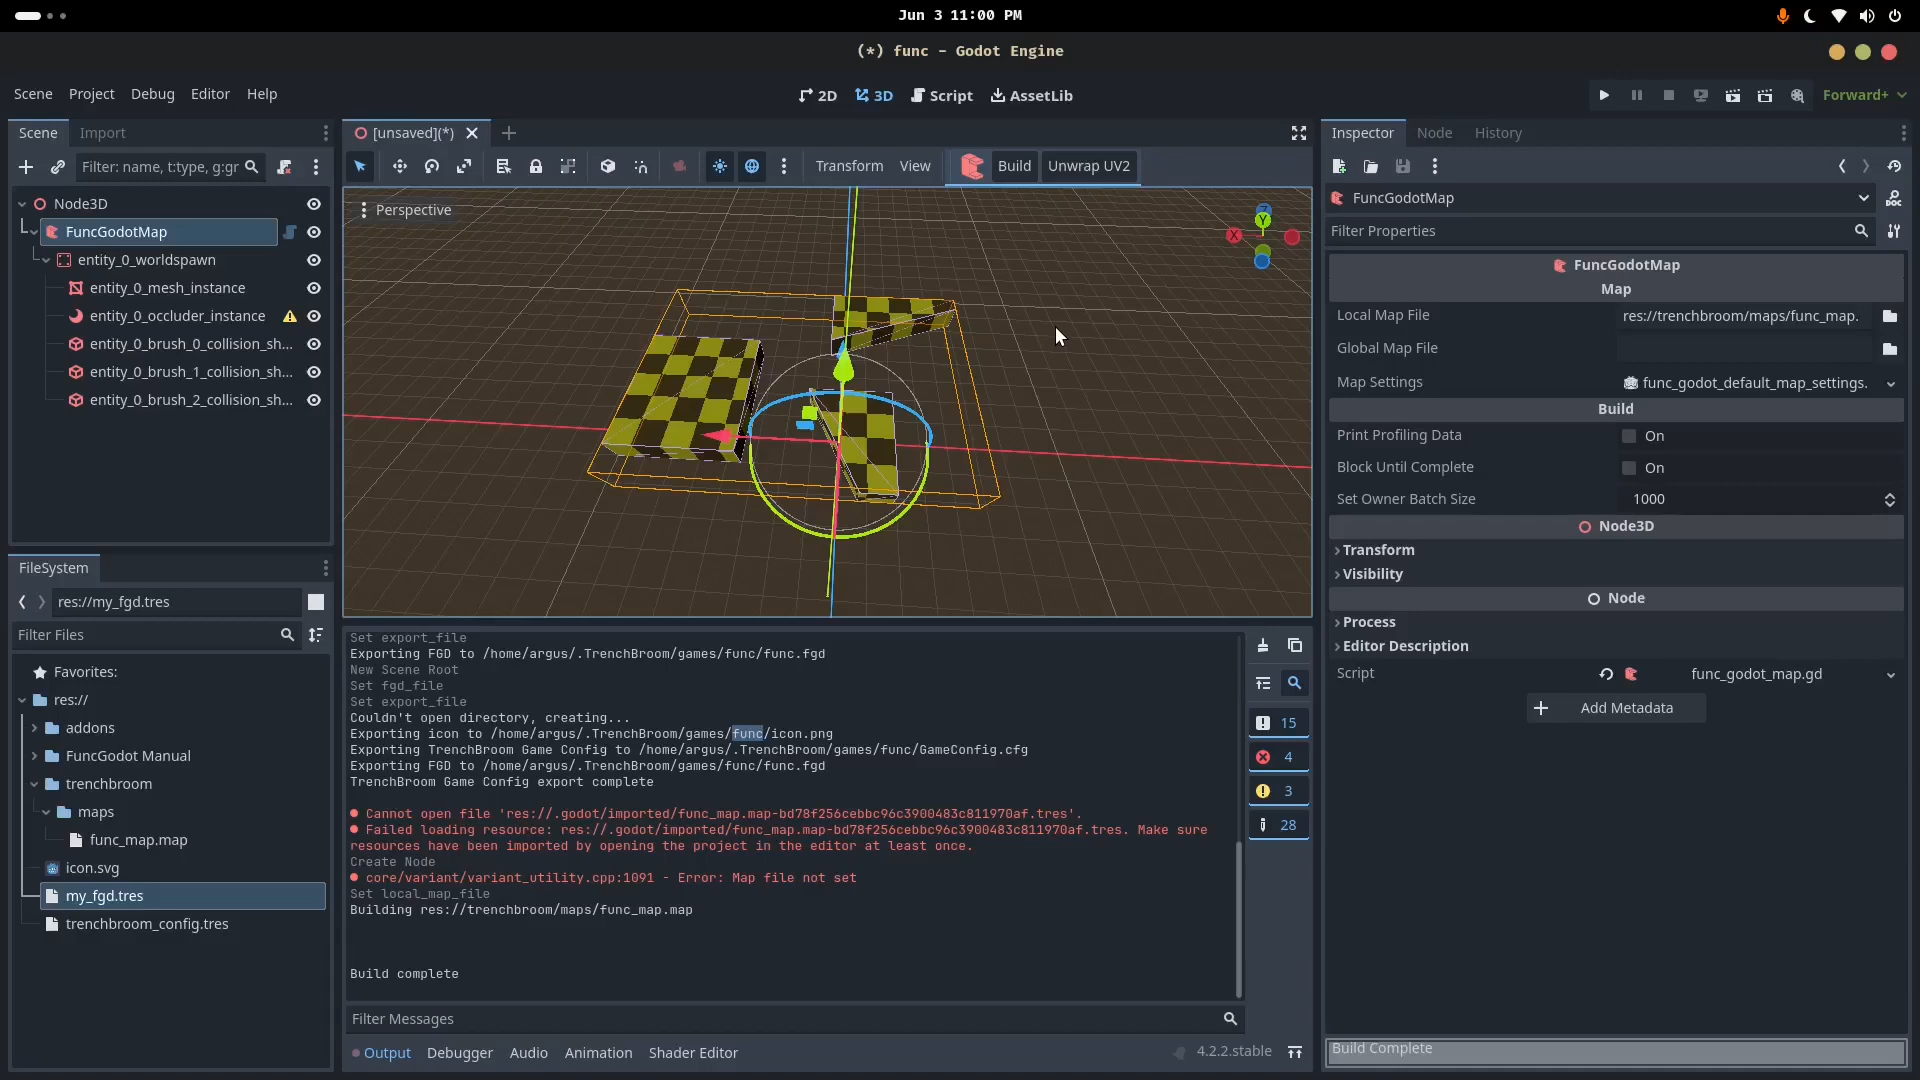 Jun 3 11:00 PM
(*) func - Godot Engine
Scene Project Debug Editor Help
2D 3D Script AssetLib
Forward+
Scene Import
[unsaved](*)
Inspector Node History
Filter: name, t:type, g:gr
Transform View Build Unwrap UV2
Node3D
FuncGodotMap
entity_0_worldspawn
entity_0_mesh_instance
entity_0_occluder_instance
entity_0_brush_0_collision_sh...
entity_0_brush_1_collision_sh...
entity_0_brush_2_collision_sh...
Perspective
Z
Y
X
FileSystem
res://my_fgd.tres
Filter Files
Favorites:
res://
addons
FuncGodot Manual
trenchbroom
maps
func_map.map
icon.svg
my_fgd.tres
trenchbroom_config.tres
Set export_file
Exporting FGD to /home/argus/.TrenchBroom/games/func/func.fgd
New Scene Root
Set fgd_file
Set export_file
Couldn't open directory, creating...
Exporting icon to /home/argus/.TrenchBroom/games/func/icon.png
Exporting TrenchBroom Game Config to /home/argus/.TrenchBroom/games/func/GameConfig.cfg
Exporting FGD to /home/argus/.TrenchBroom/games/func/func.fgd
TrenchBroom Game Config export complete
Cannot open file 'res://.godot/imported/func_map.map-bd78f256cebbc96c3900483c811970af.tres'.
Failed loading resource: res://.godot/imported/func_map.map-bd78f256cebbc96c3900483c811970af.tres. Make sure
resources have been imported by opening the project in the editor at least once.
Create Node
core/variant/variant_utility.cpp:1091 - Error: Map file not set
Set local_map_file
Building res://trenchbroom/maps/func_map.map
Build complete
15
4
3
28
Filter Messages
Output Debugger Audio Animation Shader Editor
4.2.2.stable
FuncGodotMap
DOC
Filter Properties
FuncGodotMap
Map
Local Map File res://trenchbroom/maps/func_map.
Global Map File
Map Settings func_godot_default_map_settings.
Build
Print Profiling Data On
Block Until Complete On
Set Owner Batch Size 1000
Node3D
Transform
Visibility
Node
Process
Editor Description
Script func_godot_map.gd
Add Metadata
Build Complete